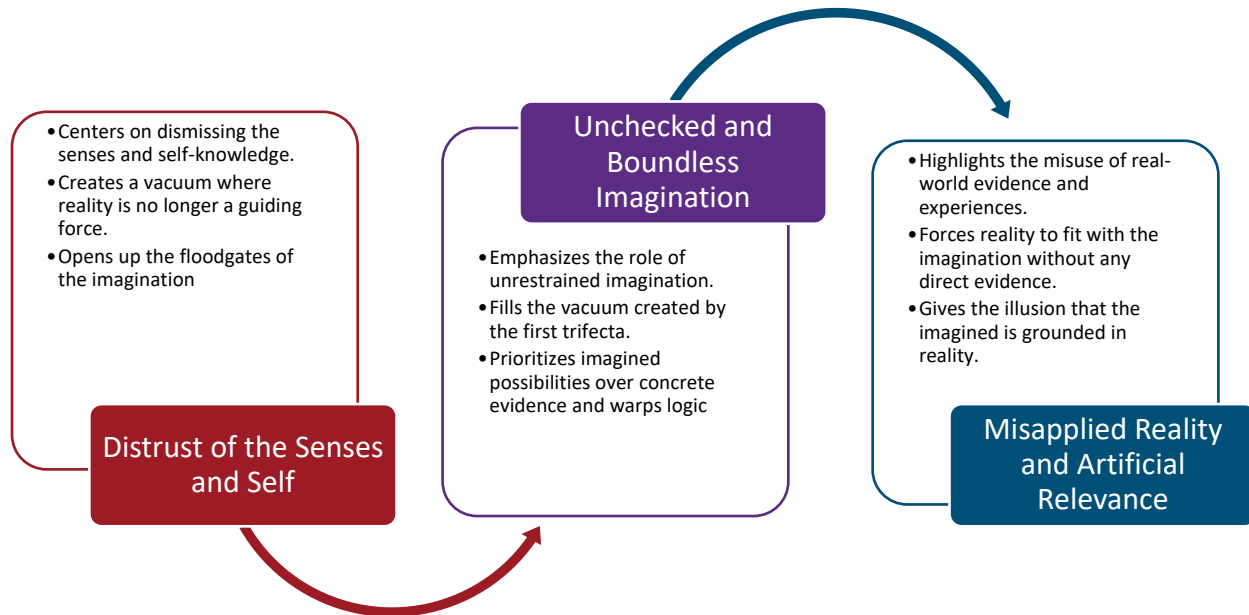 •Centers on dismissing the
senses and self-knowledge.
•Creates a vacuum where
reality is no longer a guiding
force.
•Opens up the floodgates of
the imagination
Distrust of the Senses
and Self
Unchecked and
Boundless
Imagination
•Emphasizes the role of
unrestrained imagination.
•Fills the vacuum created by
the first trifecta.
•Prioritizes imagined
possibilities over concrete
evidence and warps logic
•Highlights the misuse of real-
world evidence and
experiences.
•Forces reality to fit with the
imagination without any
direct evidence.
•Gives the illusion that the
imagined is grounded in
reality.
Misapplied Reality
and Artificial
Relevance